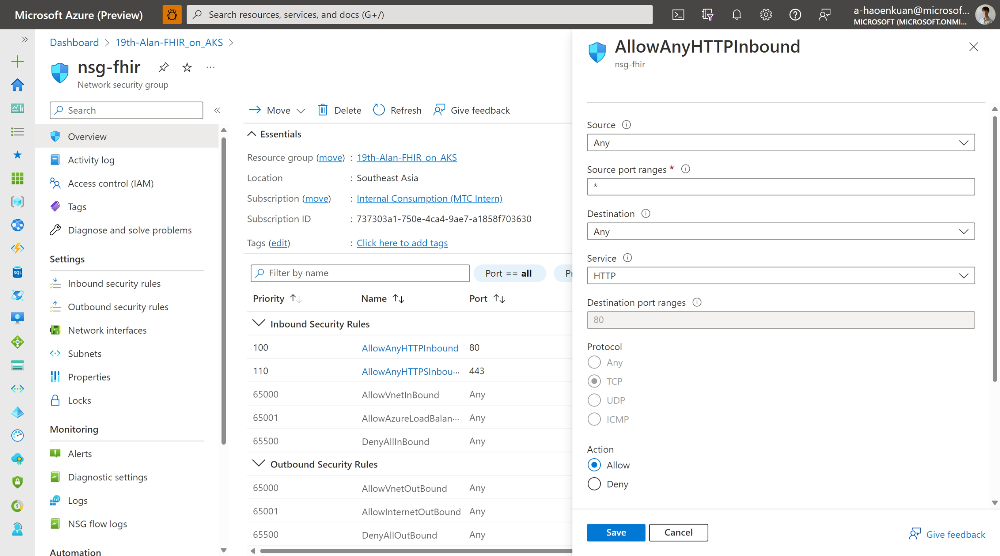 Microsoft Azure (Preview)
Search resources, services, and docs (G+/)
a-haoenkuan@microsof...
MICROSOFT (MICROSOFT.ONMI...
Dashboard > 19th-Alan-FHIR_on_AKS >
nsg-fhir
Network security group
Search
Overview
Activity log
Access control (IAM)
Tags
Diagnose and solve problems
Settings
Inbound security rules
Outbound security rules
Network interfaces
Subnets
Properties
Locks
Monitoring
Alerts
Diagnostic settings
Logs
NSG flow logs
Automation
Move
Delete
Refresh
Give feedback
Essentials
Resource group (move) : 19th-Alan-FHIR_on_AKS
Location : Southeast Asia
Subscription (move) : Internal Consumption (MTC Intern)
Subscription ID : 737303a1-750e-4ca4-9ae7-a1858f703630
Tags (edit) : Click here to add tags
Filter by name
Port == all
Priority Name Port
Inbound Security Rules
100 AllowAnyHTTPInbound 80
110 AllowAnyHTTPSInbou... 443
65000 AllowVnetInBound Any
65001 AllowAzureLoadBalan... Any
65500 DenyAllInBound Any
Outbound Security Rules
65000 AllowVnetOutBound Any
65001 AllowInternetOutBound Any
65500 DenyAllOutBound Any
AllowAnyHTTPInbound
nsg-fhir
Source
Any
Source port ranges *
*
Destination
Any
Service
HTTP
Destination port ranges
80
Protocol
Any
TCP
UDP
ICMP
Action
Allow
Deny
Save
Cancel
Give feedback